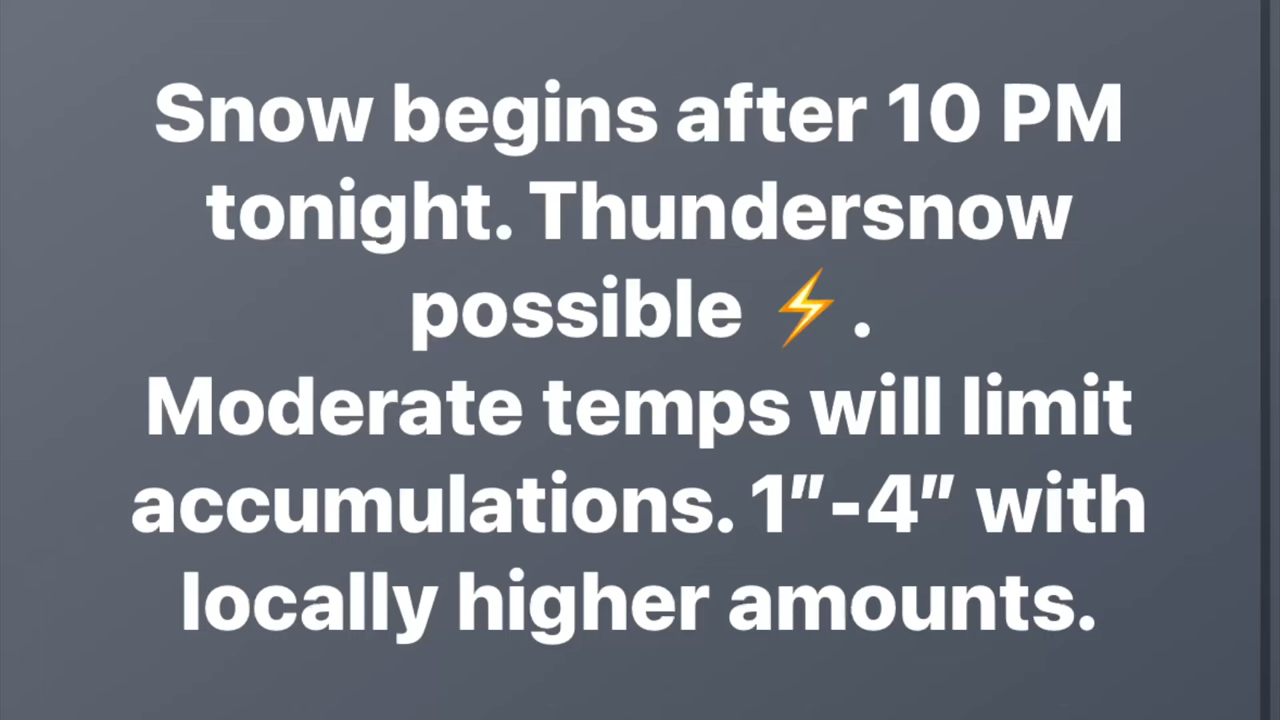 Snow begins after 10 PM
tonight. Thundersnow
possible ⚡.
Moderate temps will limit
accumulations. 1”-4” with
locally higher amounts.